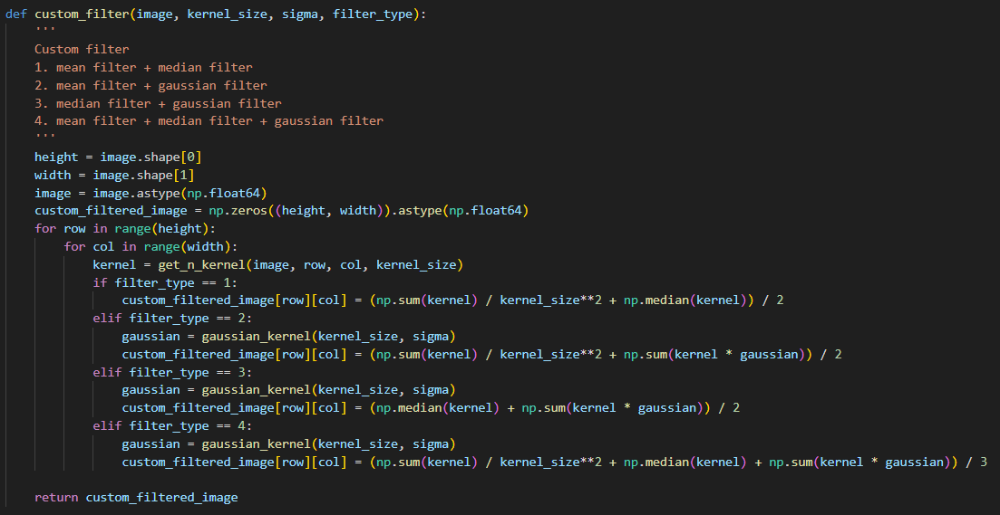 def custom_filter(image, kernel_size, sigma, filter_type):
    '''
    Custom filter
    1. mean filter + median filter
    2. mean filter + gaussian filter
    3. median filter + gaussian filter
    4. mean filter + median filter + gaussian filter
    '''
    height = image.shape[0]
    width = image.shape[1]
    image = image.astype(np.float64)
    custom_filtered_image = np.zeros((height, width)).astype(np.float64)
    for row in range(height):
        for col in range(width):
            kernel = get_n_kernel(image, row, col, kernel_size)
            if filter_type == 1:
                custom_filtered_image[row][col] = (np.sum(kernel) / kernel_size**2 + np.median(kernel)) / 2
            elif filter_type == 2:
                gaussian = gaussian_kernel(kernel_size, sigma)
                custom_filtered_image[row][col] = (np.sum(kernel) / kernel_size**2 + np.sum(kernel * gaussian)) / 2
            elif filter_type == 3:
                gaussian = gaussian_kernel(kernel_size, sigma)
                custom_filtered_image[row][col] = (np.median(kernel) + np.sum(kernel * gaussian)) / 2
            elif filter_type == 4:
                gaussian = gaussian_kernel(kernel_size, sigma)
                custom_filtered_image[row][col] = (np.sum(kernel) / kernel_size**2 + np.median(kernel) + np.sum(kernel * gaussian)) / 3

    return custom_filtered_image